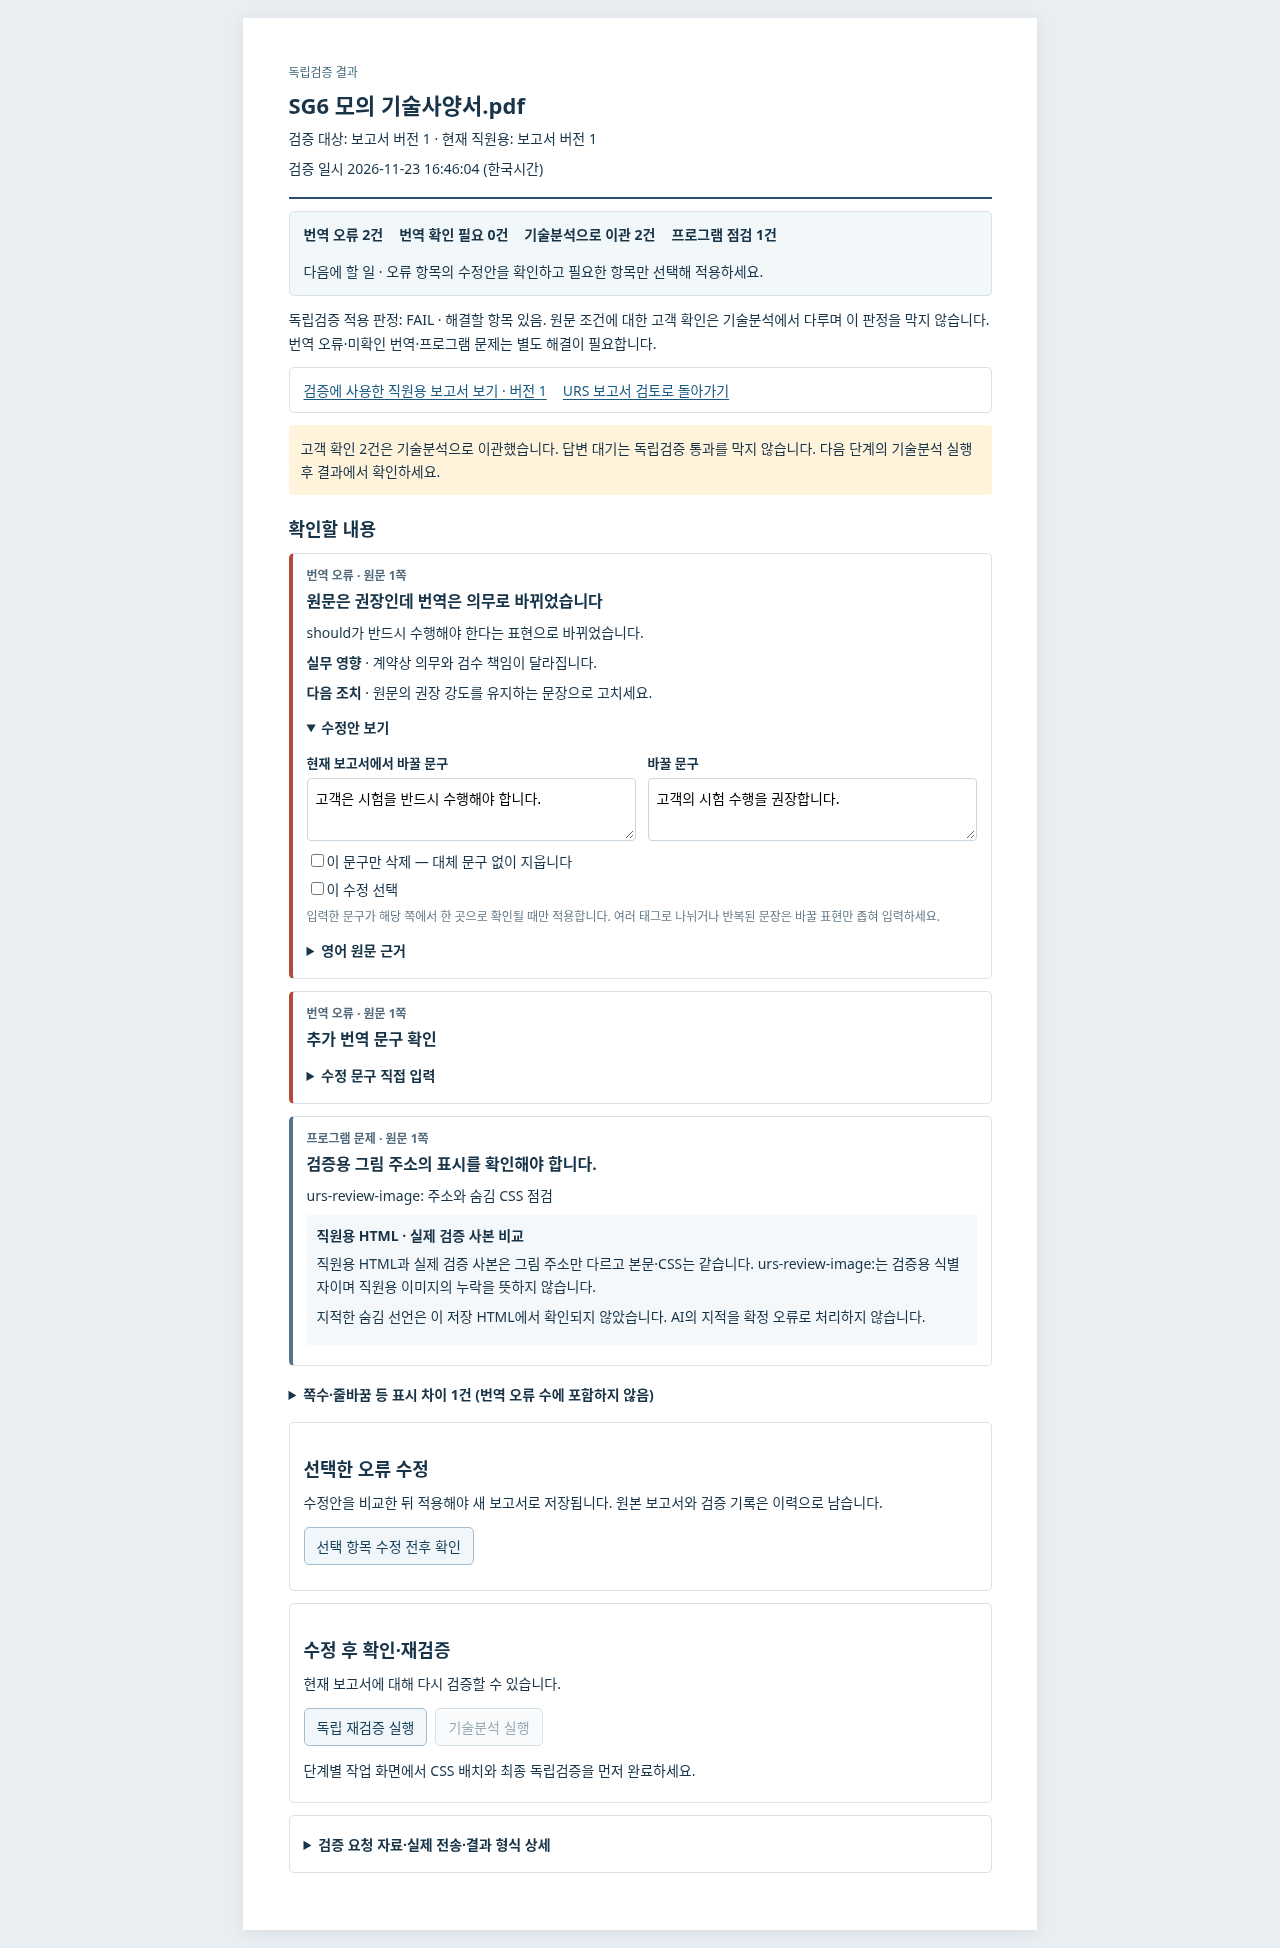 독립검증 결과
SG6 모의 기술사양서.pdf
검증 대상: 보고서 버전 1 · 현재 직원용: 보고서 버전 1
검증 일시 2026-11-23 16:46:04 (한국시간)
번역 오류 2건 번역 확인 필요 0건 기술분석으로 이관 2건 프로그램 점검 1건
다음에 할 일 · 오류 항목의 수정안을 확인하고 필요한 항목만 선택해 적용하세요.
독립검증 적용 판정: FAIL · 해결할 항목 있음. 원문 조건에 대한 고객 확인은 기술분석에서 다루며 이 판정을 막지 않습니다.
번역 오류·미확인 번역·프로그램 문제는 별도 해결이 필요합니다.
검증에 사용한 직원용 보고서 보기 · 버전 1 URS 보고서 검토로 돌아가기
고객 확인 2건은 기술분석으로 이관했습니다. 답변 대기는 독립검증 통과를 막지 않습니다. 다음 단계의 기술분석 실행
후 결과에서 확인하세요.
확인할 내용
번역 오류 · 원문 1쪽
원문은 권장인데 번역은 의무로 바뀌었습니다
should가 반드시 수행해야 한다는 표현으로 바뀌었습니다.
실무 영향 · 계약상 의무와 검수 책임이 달라집니다.
다음 조치 · 원문의 권장 강도를 유지하는 문장으로 고치세요.
▼ 수정안 보기
현재 보고서에서 바꿀 문구 바꿀 문구
고객은 시험을 반드시 수행해야 합니다. 고객의 시험 수행을 권장합니다.
이 문구만 삭제 — 대체 문구 없이 지웁니다
이 수정 선택
입력한 문구가 해당 쪽에서 한 곳으로 확인될 때만 적용합니다. 여러 태그로 나뉘거나 반복된 문장은 바꿀 표현만 좁혀 입력하세요.
▶ 영어 원문 근거
번역 오류 · 원문 1쪽
추가 번역 문구 확인
▶ 수정 문구 직접 입력
프로그램 문제 · 원문 1쪽
검증용 그림 주소의 표시를 확인해야 합니다.
urs-review-image: 주소와 숨김 CSS 점검
직원용 HTML · 실제 검증 사본 비교
직원용 HTML과 실제 검증 사본은 그림 주소만 다르고 본문·CSS는 같습니다. urs-review-image:는 검증용 식별
자이며 직원용 이미지의 누락을 뜻하지 않습니다.
지적한 숨김 선언은 이 저장 HTML에서 확인되지 않았습니다. AI의 지적을 확정 오류로 처리하지 않습니다.
▶ 쪽수·줄바꿈 등 표시 차이 1건 (번역 오류 수에 포함하지 않음)
선택한 오류 수정
수정안을 비교한 뒤 적용해야 새 보고서로 저장됩니다. 원본 보고서와 검증 기록은 이력으로 남습니다.
선택 항목 수정 전후 확인
수정 후 확인·재검증
현재 보고서에 대해 다시 검증할 수 있습니다.
독립 재검증 실행 기술분석 실행
단계별 작업 화면에서 CSS 배치와 최종 독립검증을 먼저 완료하세요.
▶ 검증 요청 자료·실제 전송·결과 형식 상세